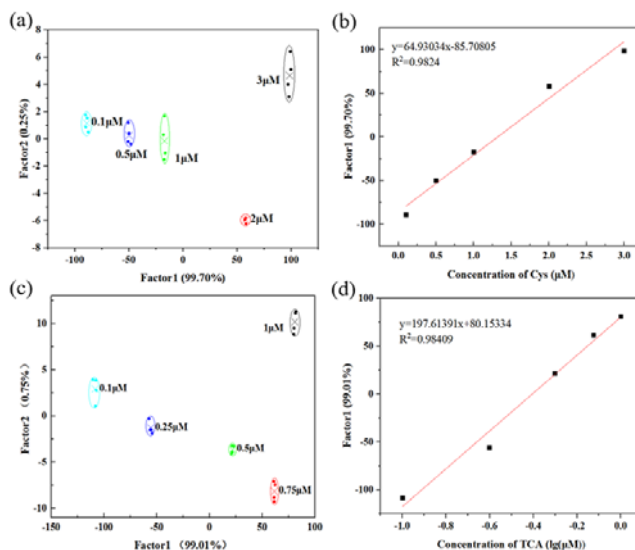 (a)
8
6
4
2
0
-2
-4
-6
-8
Factor2 (0.25%)
0.1μM
0.5μM
1μM
2μM
3μM
-100 -50 0 50 100
Factor1 (99.70%)
(b)
y=64.93034x-85.70805
R²=0.9824
100
50
0
-50
-100
Factor1 (99.70%)
0.0 0.5 1.0 1.5 2.0 2.5 3.0
Concentration of Cys (μM)
(c)
10
5
0
-5
-10
Factor2 （0.75%）
0.1μM
0.25μM
0.5μM
0.75μM
1μM
-150 -100 -50 0 50 100
Factor1 （99.01%）
(d)
y=197.61391x+80.15334
R²=0.98409
100
50
0
-50
-100
Factor1 (99.01%)
-1.0 -0.8 -0.6 -0.4 -0.2 0.0
Concentration of TCA (lg(μM))